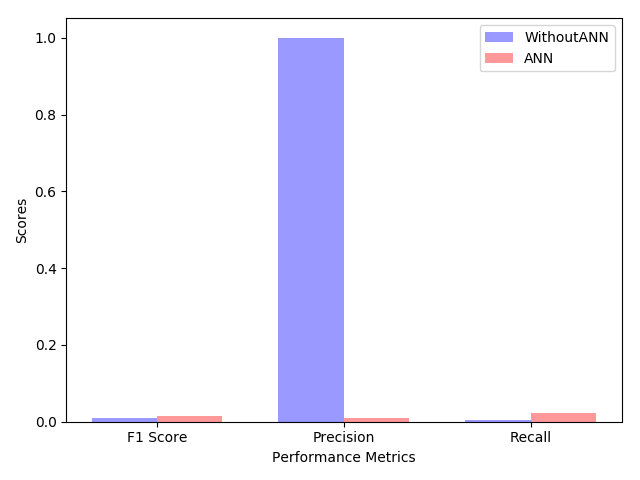 WithoutANN
ANN
1.0
0.8
0.6
0.4
0.2
0.0
Scores
F1 Score
Precision
Recall
Performance Metrics